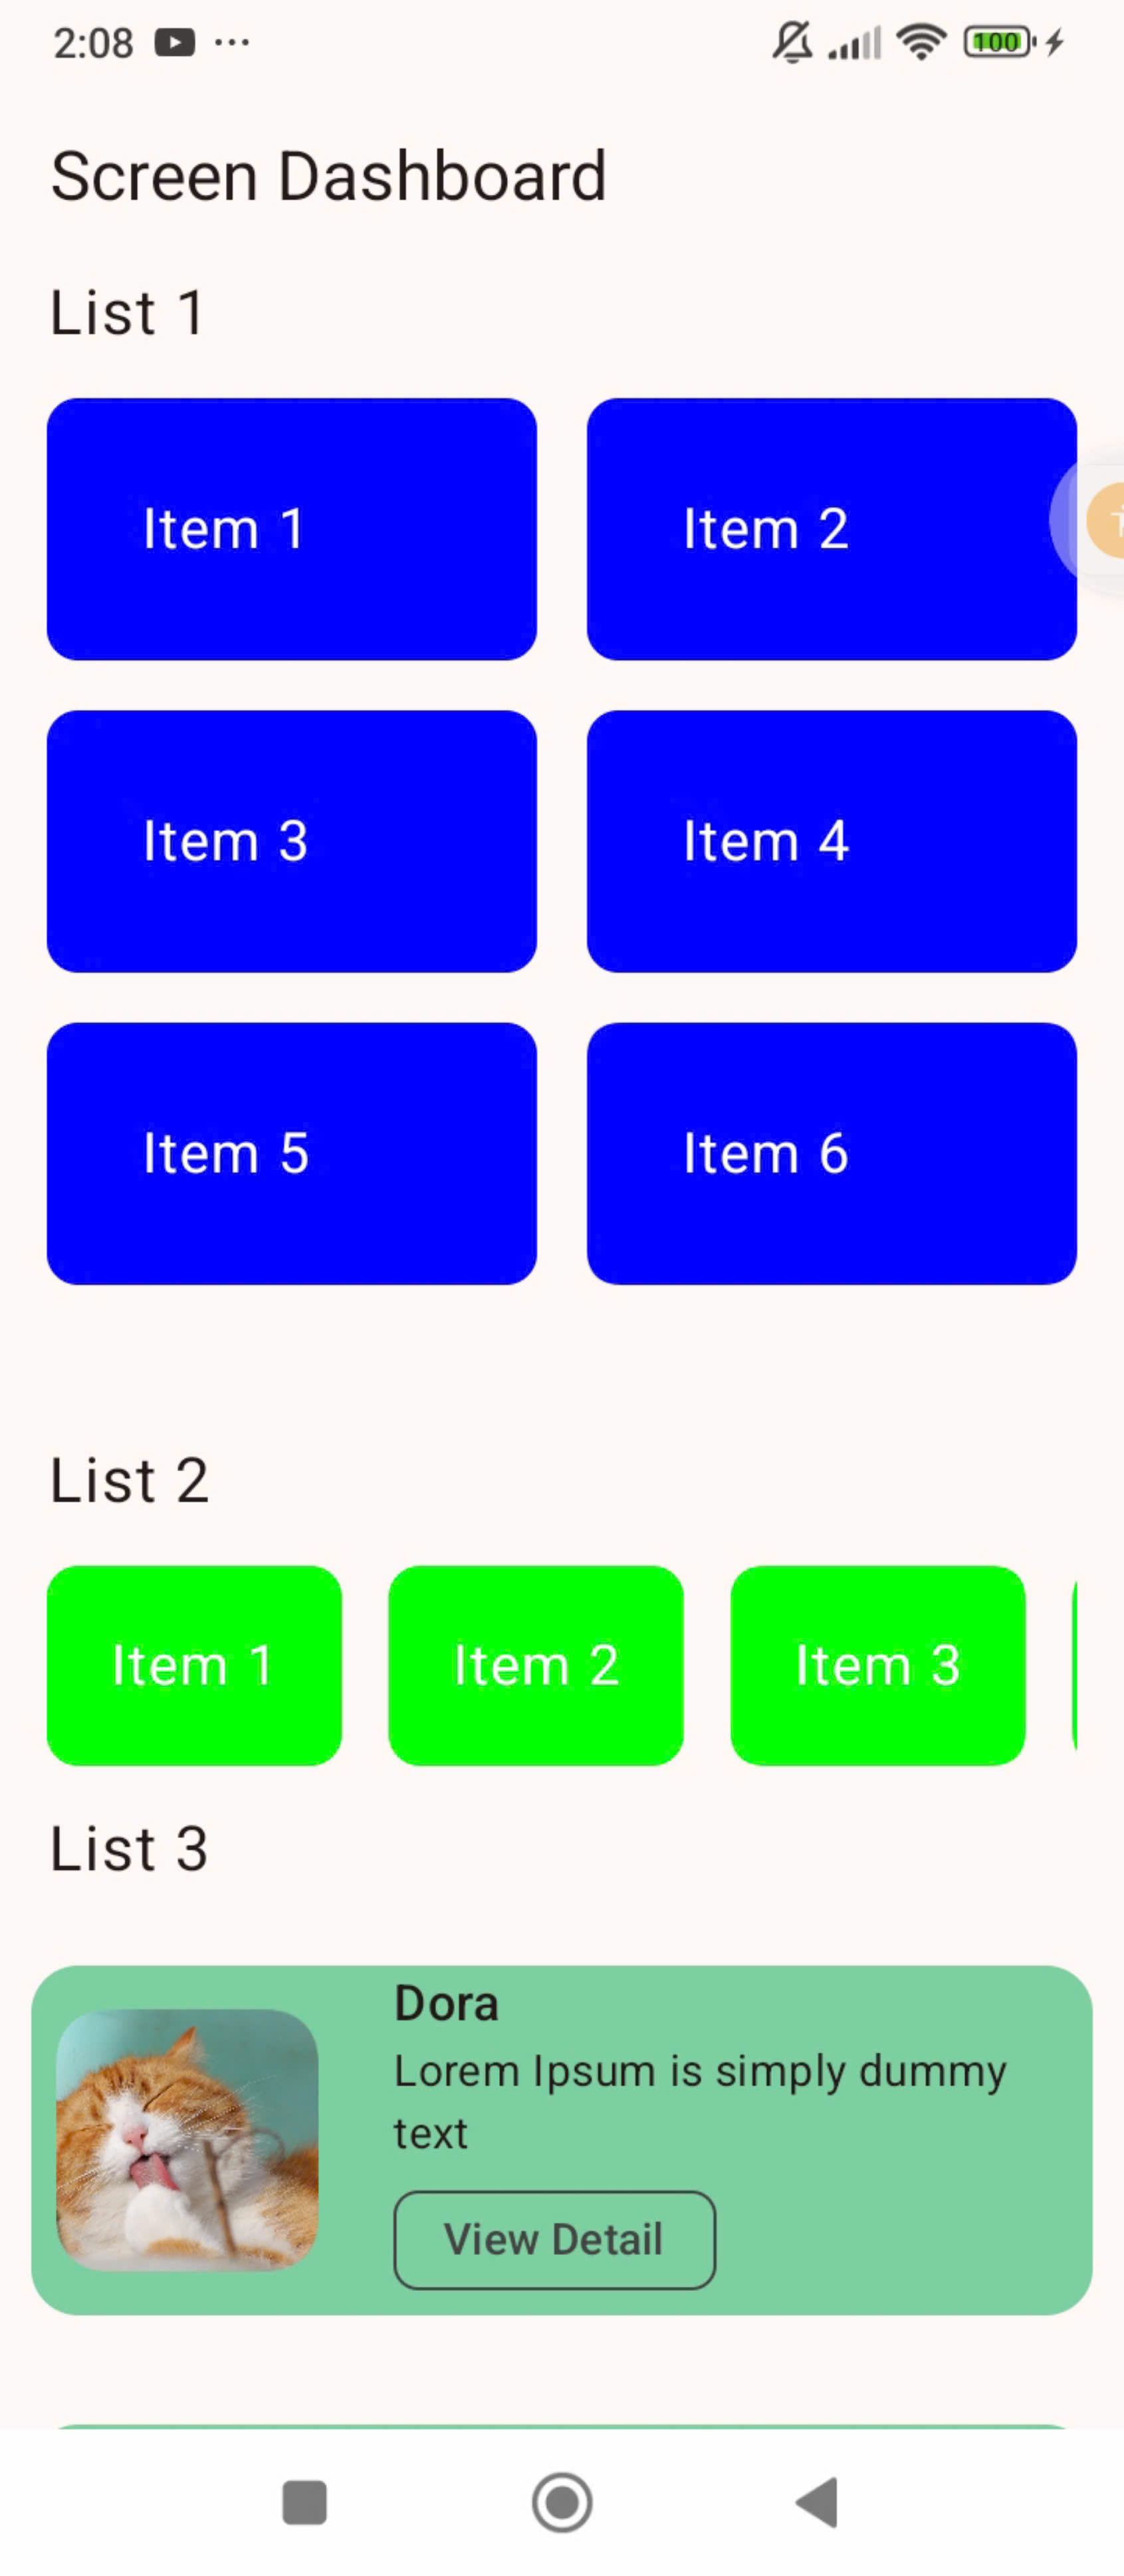 2:08
100
Screen Dashboard
List 1
Item 1
Item 2
Item 3
Item 4
Item 5
Item 6
List 2
Item 1
Item 2
Item 3
List 3
Dora
Lorem Ipsum is simply dummy
text
View Detail